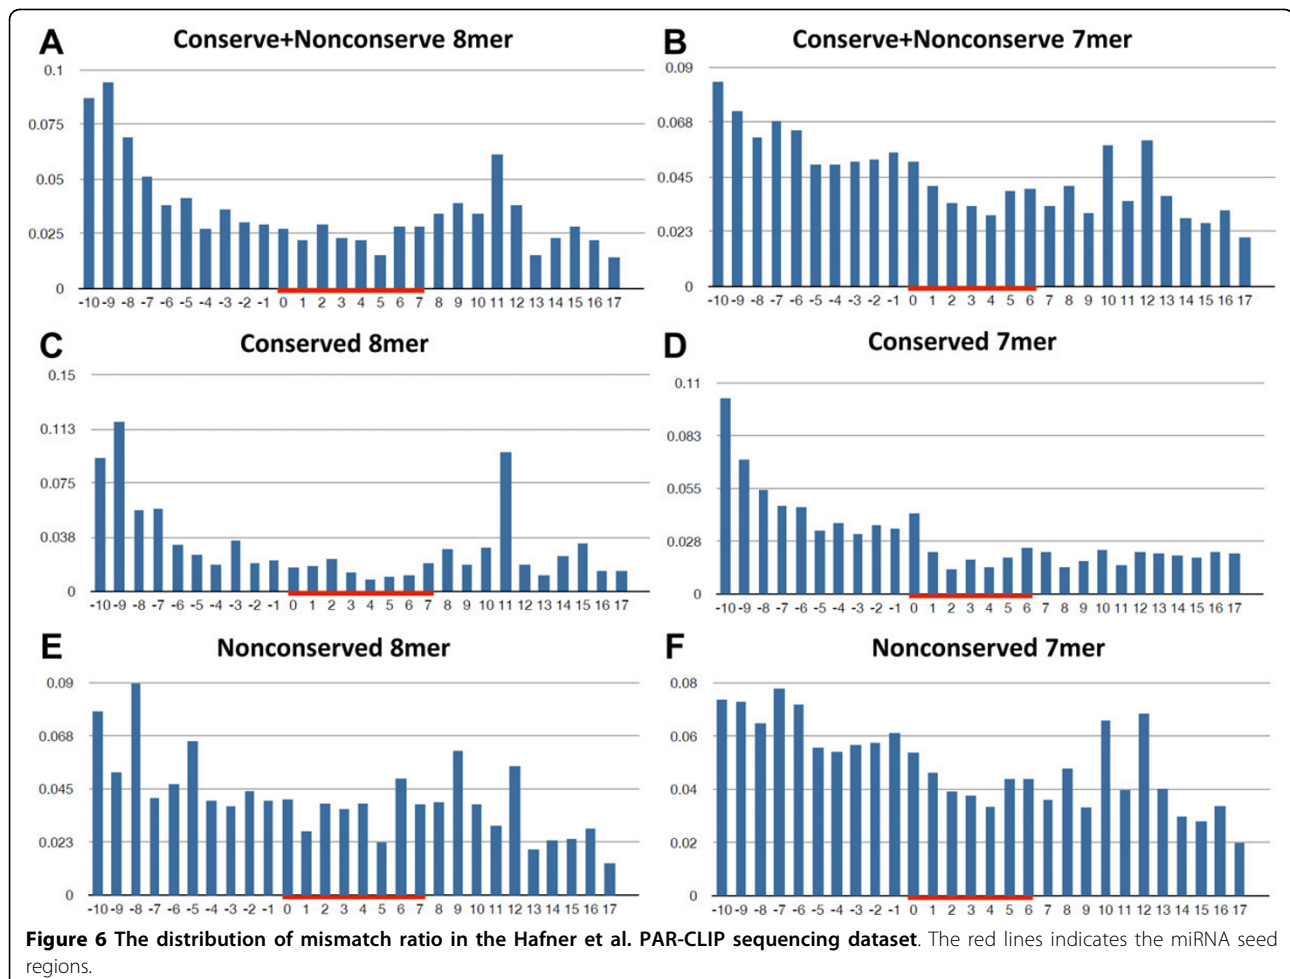 A Conserve+Nonconserve 8mer
0.1
0.075
0.05
0.025
0
-10 -9 -8 -7 -6 -5 -4 -3 -2 -1 0 1 2 3 4 5 6 7 8 9 10 11 12 13 14 15 16 17
B Conserve+Nonconserve 7mer
0.09
0.068
0.045
0.023
0
-10 -9 -8 -7 -6 -5 -4 -3 -2 -1 0 1 2 3 4 5 6 7 8 9 10 11 12 13 14 15 16 17
C Conserved 8mer
0.15
0.113
0.075
0.038
0
-10 -9 -8 -7 -6 -5 -4 -3 -2 -1 0 1 2 3 4 5 6 7 8 9 10 11 12 13 14 15 16 17
D Conserved 7mer
0.11
0.083
0.055
0.028
0
-10 -9 -8 -7 -6 -5 -4 -3 -2 -1 0 1 2 3 4 5 6 7 8 9 10 11 12 13 14 15 16 17
E Nonconserved 8mer
0.09
0.068
0.045
0.023
0
-10 -9 -8 -7 -6 -5 -4 -3 -2 -1 0 1 2 3 4 5 6 7 8 9 10 11 12 13 14 15 16 17
F Nonconserved 7mer
0.08
0.06
0.04
0.02
0
-10 -9 -8 -7 -6 -5 -4 -3 -2 -1 0 1 2 3 4 5 6 7 8 9 10 11 12 13 14 15 16 17
Figure 6 The distribution of mismatch ratio in the Hafner et al. PAR-CLIP sequencing dataset. The red lines indicates the miRNA seed
regions.